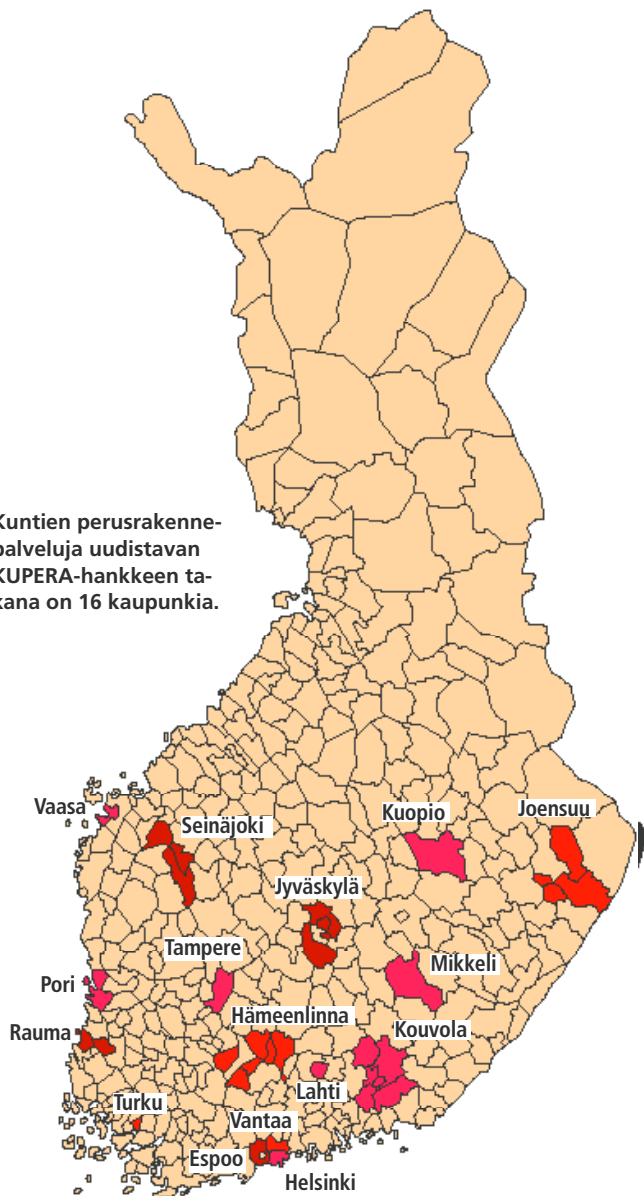 Kuntien perusrakenne-
palveluja uudistavan
KUPERA-hankkeen ta-
kana on 16 kaupunkia.
Vaasa
Seinäjoki
Kuopio
Joensuu
Jyväskylä
Tampere
Mikkeli
Pori
Hämeenlinna
Kouvola
Rauma
Lahti
Turku
Vantaa
Espoo
Helsinki